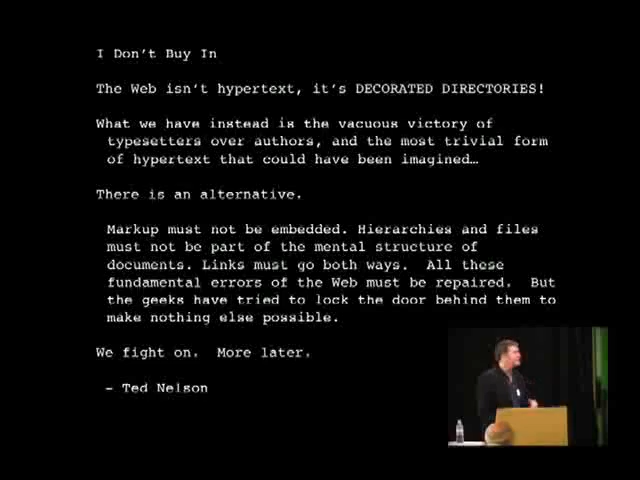 I Don't Buy In
The Web isn't hypertext, it's DECORATED DIRECTORIES!
What we have instead is the vacuous victory of
typesetters over authors, and the most trivial form
of hypertext that could have been imagined…
There is an alternative.
Markup must not be embedded. Hierarchies and files
must not be part of the mental structure of
documents. Links must go both ways. All these
fundamental errors of the Web must be repaired. But
the geeks have tried to lock the door behind them to
make nothing else possible.
We fight on. More later.
- Ted Nelson